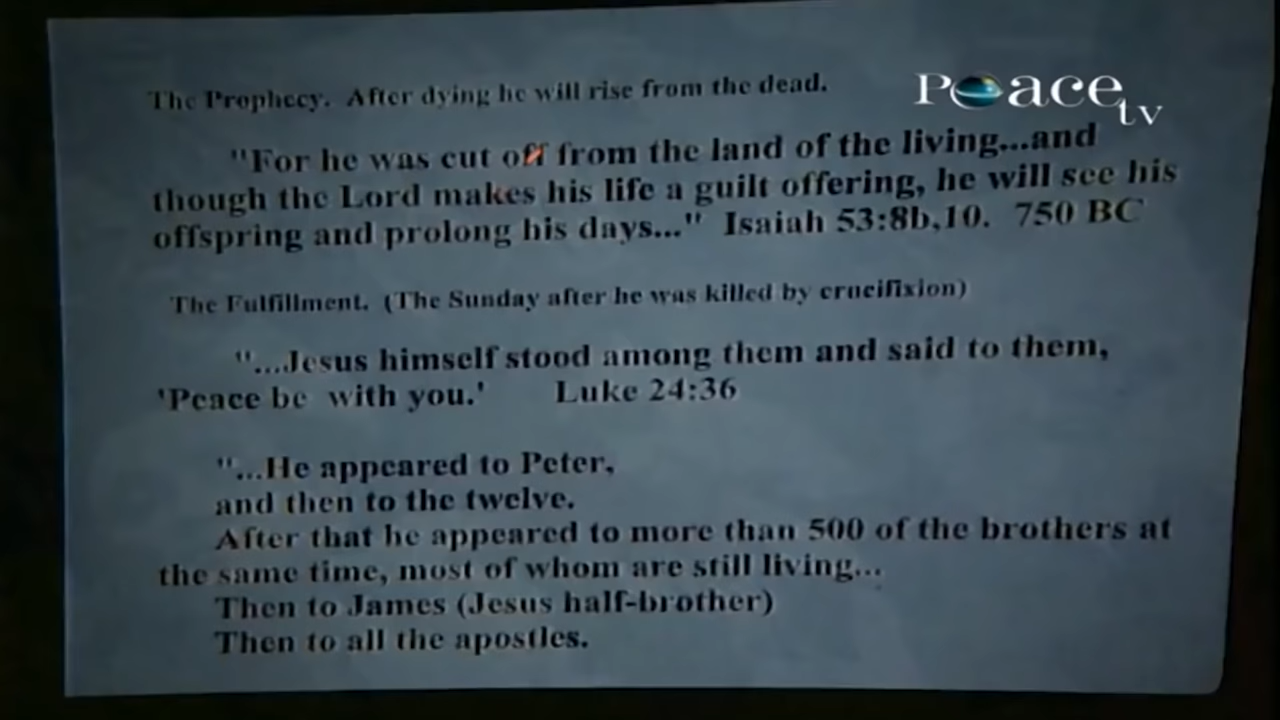 The Prophecy. After dying he will rise from the dead.
Peace tv
"For he was cut off from the land of the living...and
though the Lord makes his life a guilt offering, he will see his
offspring and prolong his days..." Isaiah 53:8b,10. 750 BC
The Fulfillment. (The Sunday after he was killed by crucifixion)
"....Jesus himself stood among them and said to them,
'Peace be with you.' Luke 24:36
"...He appeared to Peter,
and then to the twelve.
After that he appeared to more than 500 of the brothers at
the same time, most of whom are still living...
Then to James (Jesus half-brother)
Then to all the apostles.